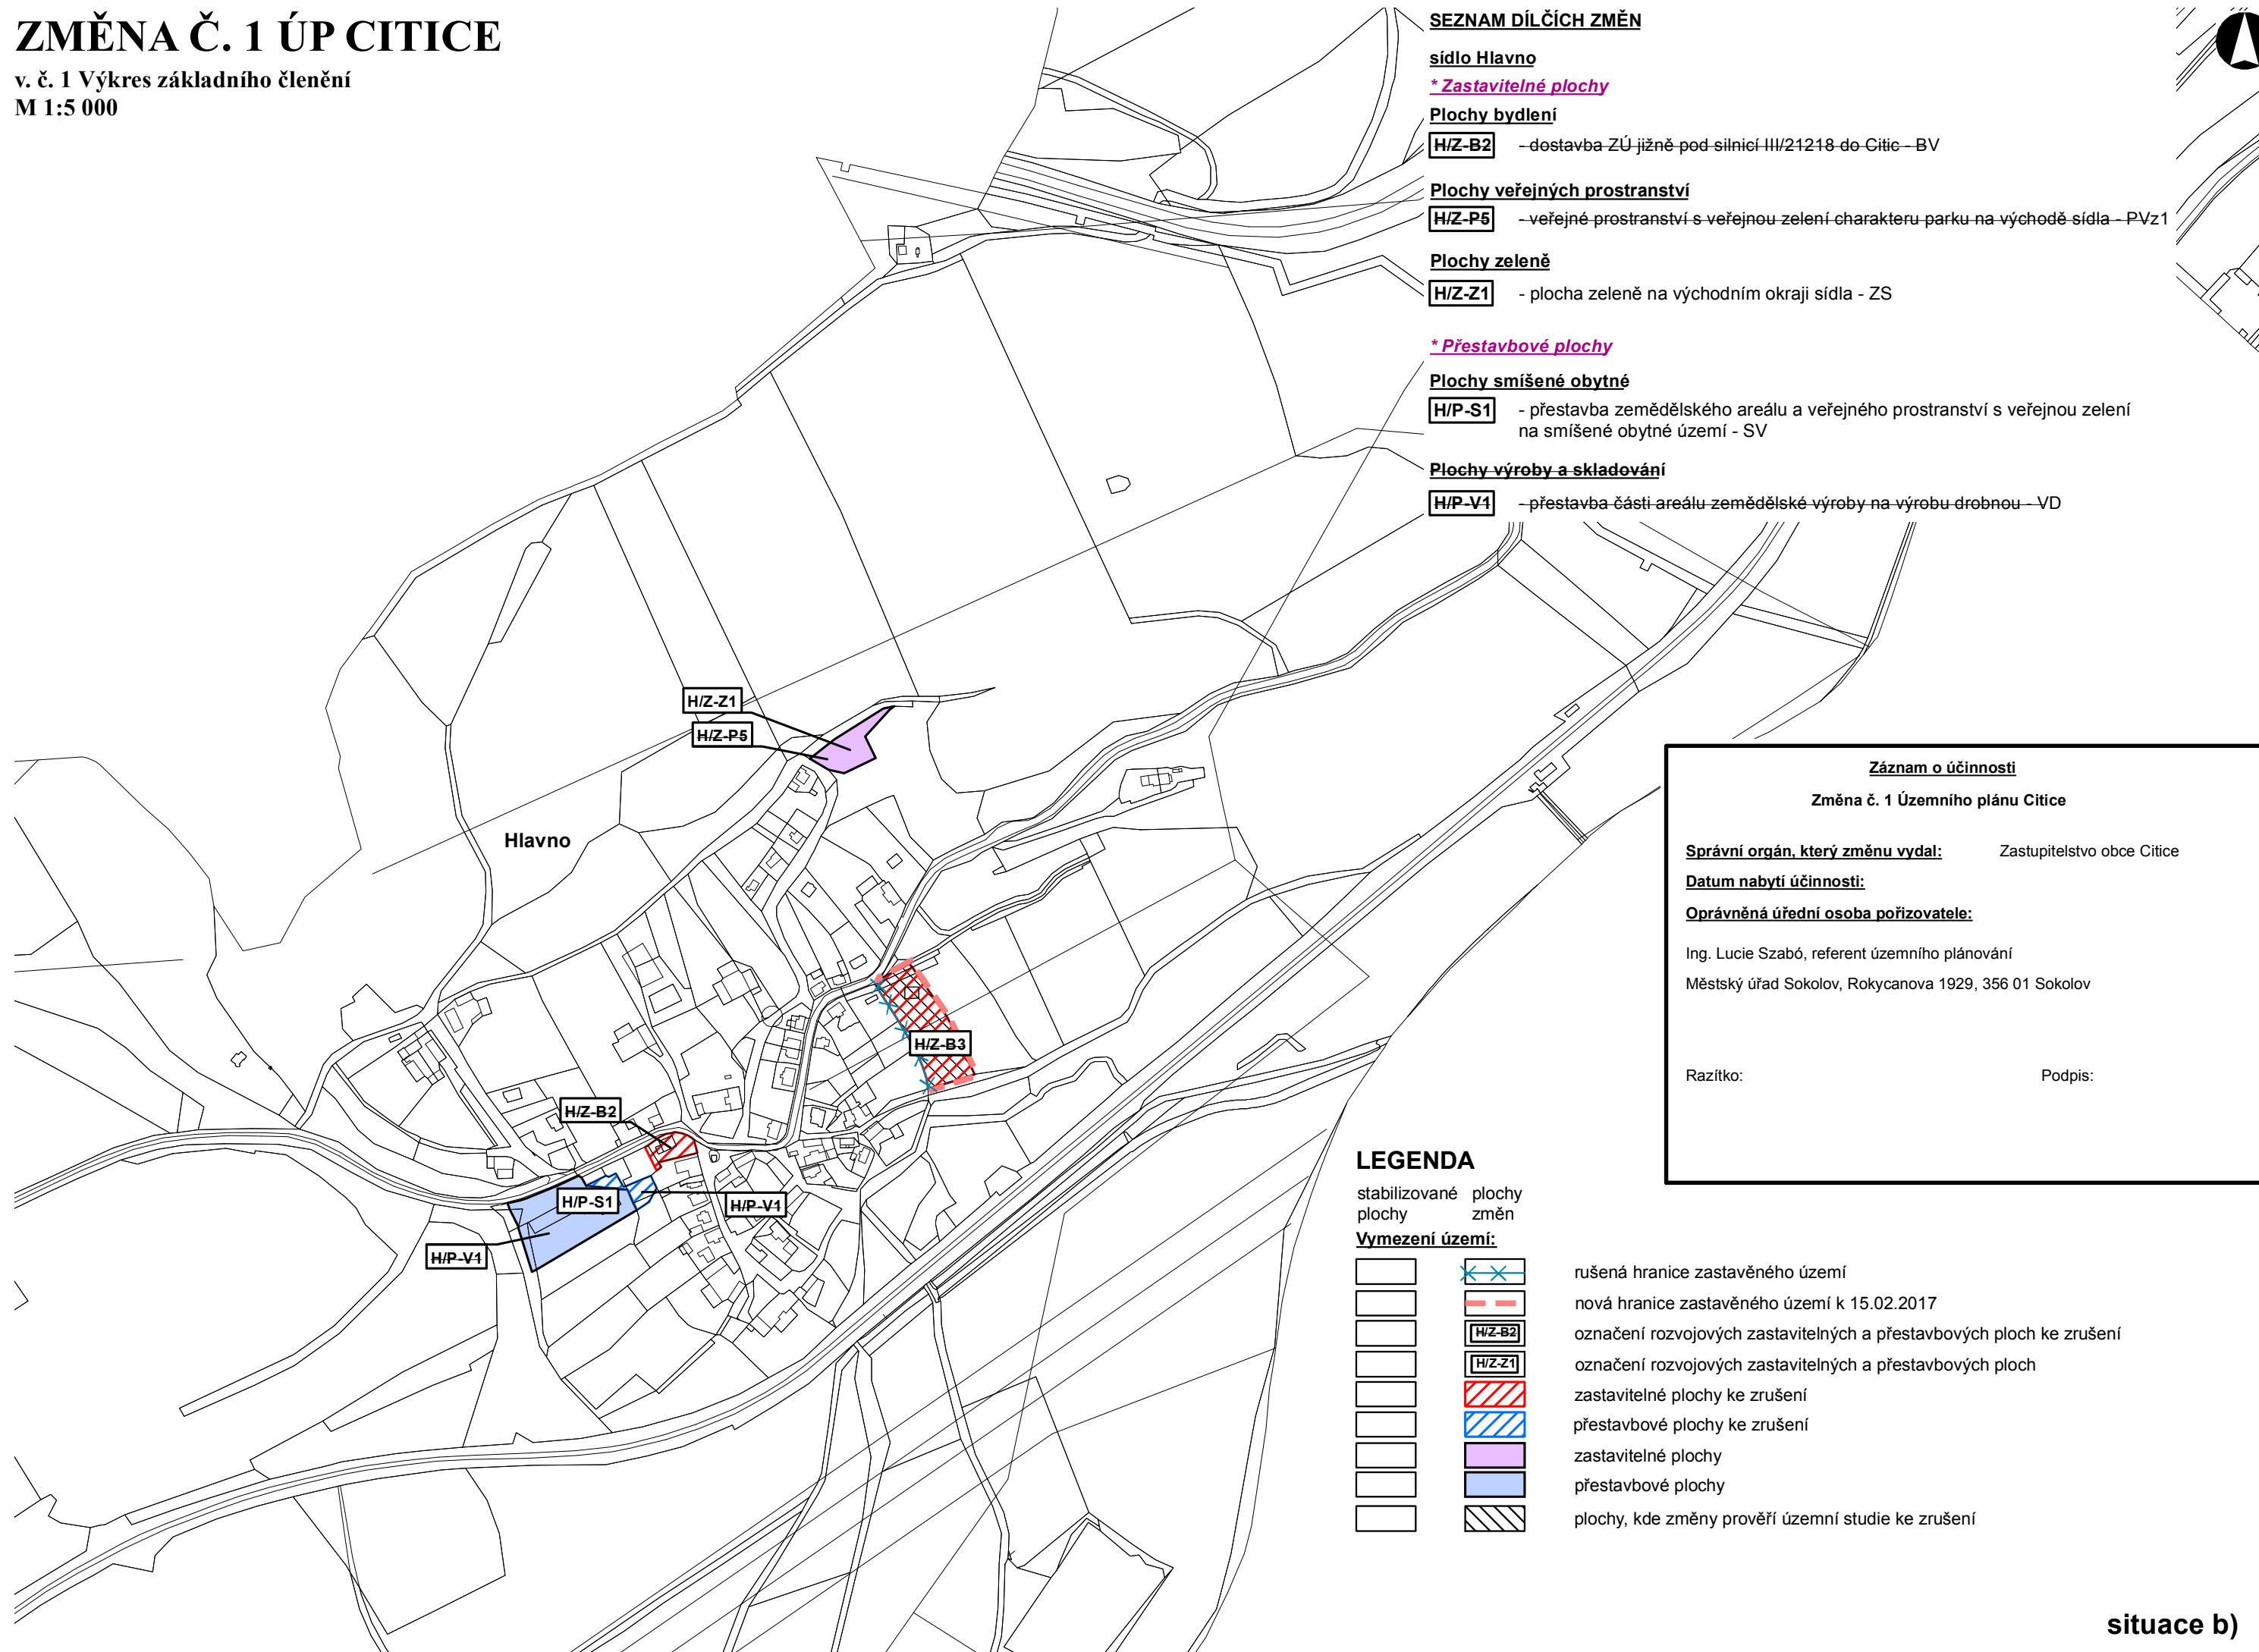 ZMĚNA Č. 1 ÚP CITICE
v. č. 1 Výkres základního členění
M 1:5 000
SEZNAM DÍLČÍCH ZMĚN
sídlo Hlavno
* Zastavitelné plochy
Plochy bydlení
H/Z-B2 - dostavba ZÚ jižně pod silnicí III/21218 do Citic - BV
Plochy veřejných prostranství
H/Z-P5 - veřejné prostranství s veřejnou zelení charakteru parku na východě sídla - PVz1
Plochy zeleně
H/Z-Z1 - plocha zeleně na východním okraji sídla - ZS
* Přestavbové plochy
Plochy smíšené obytné
H/P-S1 - přestavba zemědělského areálu a veřejného prostranství s veřejnou zelení
na smíšené obytné území - SV
Plochy výroby a skladování
H/P-V1 - přestavba části areálu zemědělské výroby na výrobu drobnou - VD
H/Z-Z1
H/Z-P5
Hlavno
H/Z-B3
H/Z-B2
H/P-S1
H/P-V1
H/P-V1
Záznam o účinnosti
Změna č. 1 Územního plánu Citice
Správní orgán, který změnu vydal: Zastupitelstvo obce Citice
Datum nabytí účinnosti:
Oprávněná úřední osoba pořizovatele:
Ing. Lucie Szabó, referent územního plánování
Městský úřad Sokolov, Rokycanova 1929, 356 01 Sokolov
Razítko: Podpis:
LEGENDA
stabilizované plochy
plochy změn
Vymezení území:
rušená hranice zastavěného území
nová hranice zastavěného území k 15.02.2017
H/Z-B2 označení rozvojových zastavitelných a přestavbových ploch ke zrušení
H/Z-Z1 označení rozvojových zastavitelných a přestavbových ploch
zastavitelné plochy ke zrušení
přestavbové plochy ke zrušení
zastavitelné plochy
přestavbové plochy
plochy, kde změny prověří územní studie ke zrušení
situace b)